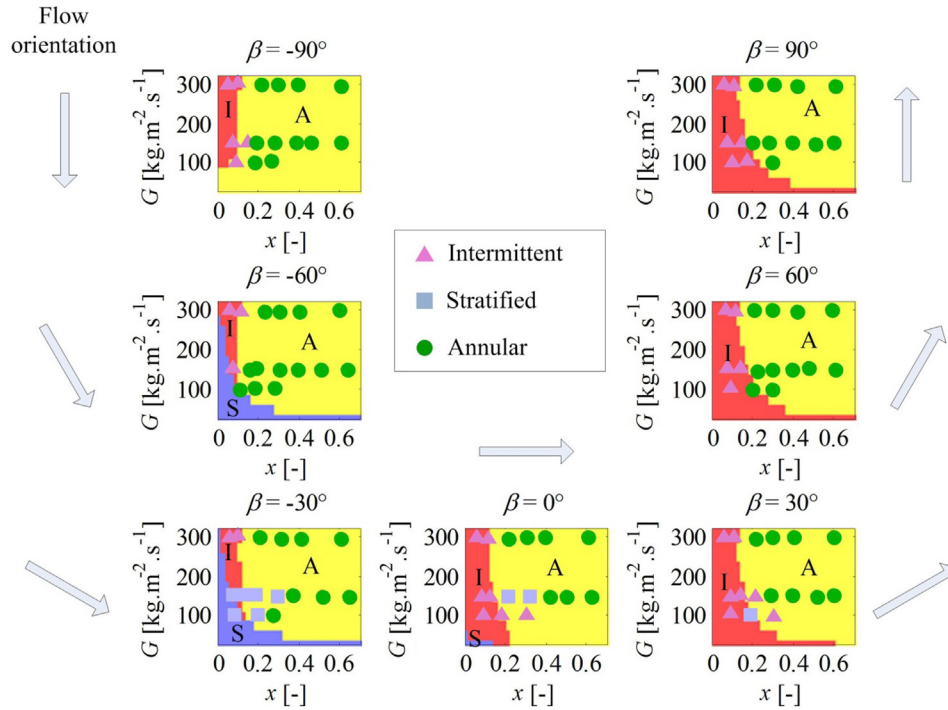 Flow
orientation
β = -90°
G [kg.m⁻².s⁻¹]
300
200
100
I
A
0 0.2 0.4 0.6
x [-]
β = 90°
G [kg.m⁻².s⁻¹]
300
200
100
I
A
0 0.2 0.4 0.6
x [-]
Intermittent
Stratified
Annular
β = -60°
G [kg.m⁻².s⁻¹]
300
200
100
I
A
S
0 0.2 0.4 0.6
x [-]
β = 60°
G [kg.m⁻².s⁻¹]
300
200
100
I
A
0 0.2 0.4 0.6
x [-]
β = -30°
G [kg.m⁻².s⁻¹]
300
200
100
I
A
S
0 0.2 0.4 0.6
x [-]
β = 0°
G [kg.m⁻².s⁻¹]
300
200
100
I
A
S
0 0.2 0.4 0.6
x [-]
β = 30°
G [kg.m⁻².s⁻¹]
300
200
100
I
A
0 0.2 0.4 0.6
x [-]